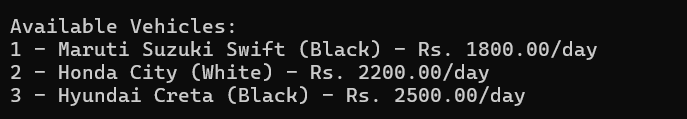 Available Vehicles:
1 - Maruti Suzuki Swift (Black) - Rs. 1800.00/day
2 - Honda City (White) - Rs. 2200.00/day
3 - Hyundai Creta (Black) - Rs. 2500.00/day